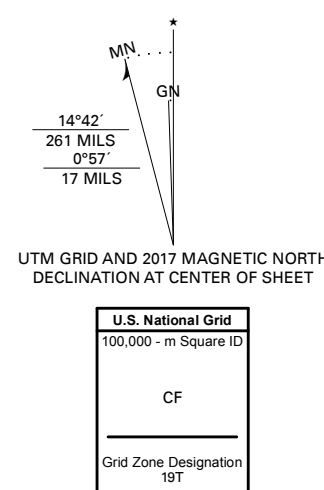 ★
MN
GN
14°42´
261 MILS
0°57´
17 MILS
UTM GRID AND 2017 MAGNETIC NORTH
DECLINATION AT CENTER OF SHEET
U.S. National Grid
100,000 - m Square ID
CF
Grid Zone Designation
19T